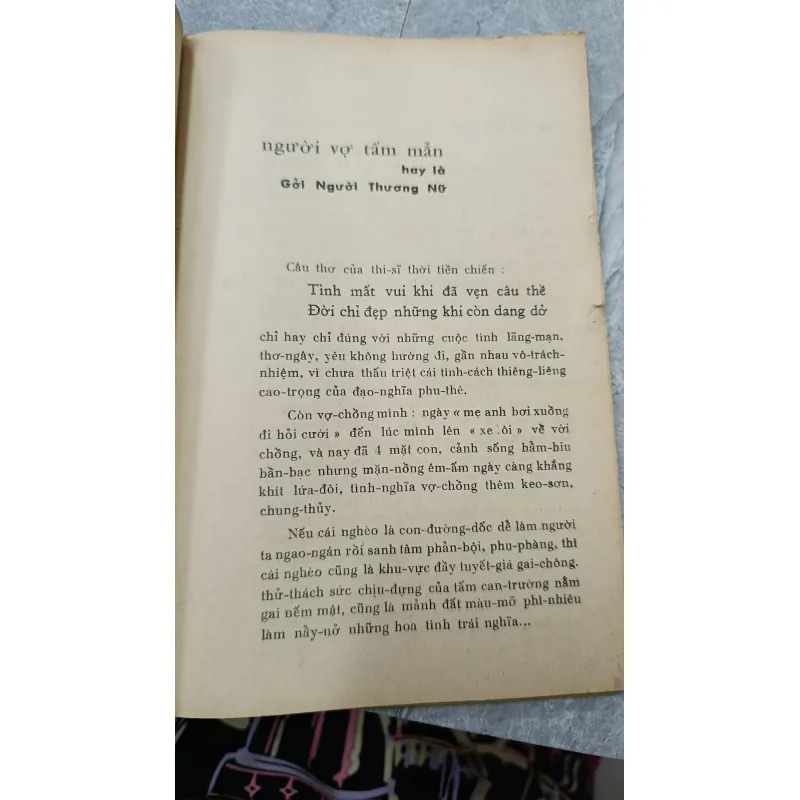 người vợ tấm mẳn
hay là
Gởi Người Thương Nữ
Câu thơ của thi-sĩ thời tiền chiến :
Tình mất vui khi đã vẹn câu thề
Đời chỉ đẹp những khi còn dang dở
chỉ hay chỉ đúng với những cuộc tình lãng-mạn,
thơ-ngây, yêu không hướng đi, gần nhau vô-trách-
nhiệm, vì chưa thấu triệt cái tính-cách thiêng-liêng
cao-trọng của đạo-nghĩa phu-thê.
Còn vợ-chồng mình : ngày « mẹ anh bơi xuồng
đi hỏi cưới » đến lúc mình lên « xe lôi » về với
chồng, và nay đã 4 mặt con, cảnh sống hẩm-hiu
bần-bạc nhưng mặn-nồng êm-ấm ngày càng khắng
khít lứa-đôi, tình-nghĩa vợ-chồng thêm keo-sơn,
chung-thủy.
Nếu cái nghèo là con-đường-dốc dễ làm người
ta ngao-ngán rồi sanh tâm phản-bội, phụ-phàng, thì
cái nghèo cũng là khu-vực đầy tuyết-giá gai-chông.
thử-thách sức chịu-đựng của tấm can-trường nằm
gai nếm mật, cũng là mảnh đất màu-mỡ phì-nhiêu
làm nầy-nở những hoa tình trái nghĩa...